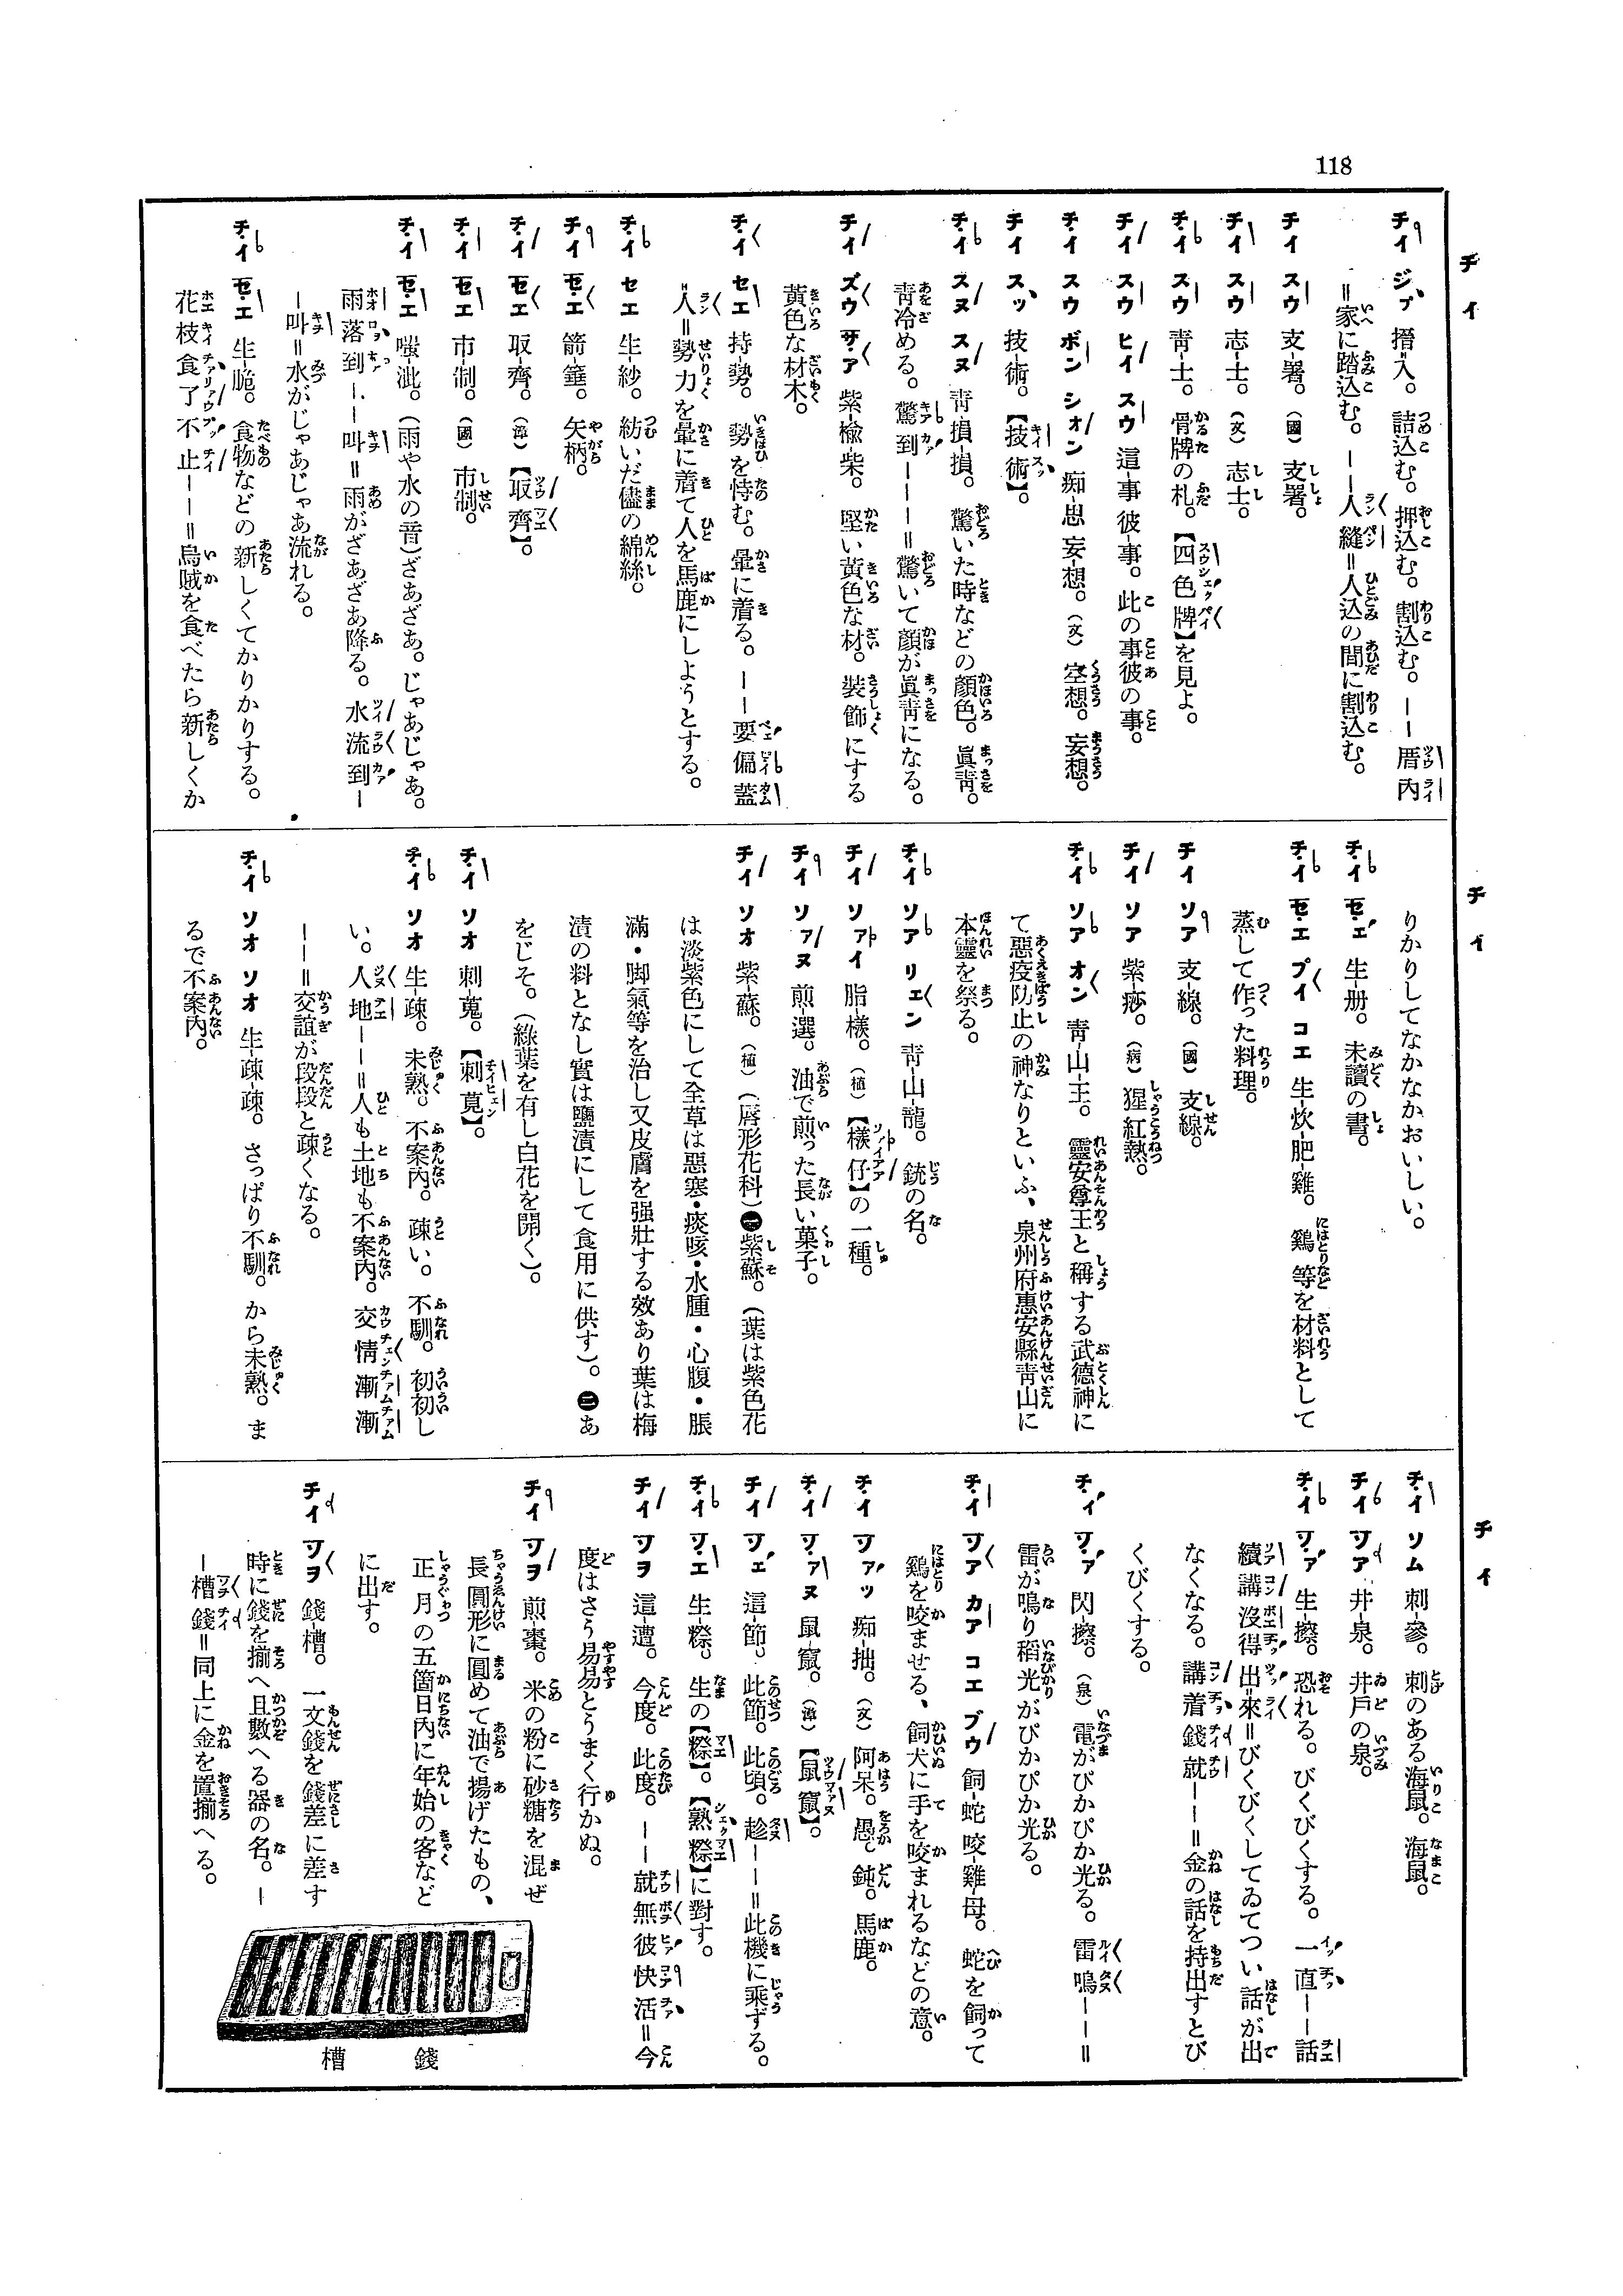 118
チイ
チイ ジプ 搢-入。 詰込む。押込む。割込む。—— 厝內
=家に踏込む。——人縫=人込の間に割込む。
チイ スウ 支-署。（國）支署。
チイ スウ 志-士。（文）志士。
チイ スウ 靑-士。 骨牌の札。【四色牌】を見よ。
チイ スウ ヒイ スウ 這-事 彼-事。 此の事彼の事。
チイ スウ ボン シオン 痴-思 妄-想。（文）空想。妄想。
チイ スッ 技-術。【技術】。
チイ スヌ スヌ 靑-損-損。 驚いた時などの顏色。眞靑。
靑冷める。驚到———=驚いて顏が眞靑になる。
チイ ズウ サア 紫-楡-柴。 堅い黃色な材。裝飾にする
黃色な材木。
チイ セエ 持-勢。 勢を恃む。暈に着る。——要偏蓋
人=勢力を暈に着て人を馬鹿にしようとする。
チイ セエ 生-紗。 紡いだ儘の綿絲。
チイ セエ 箭-箠。 矢柄。
チイ セエ 取-齊。（漳）【取齊】。
チイ セエ 市-制。（國）市制。
チイ セエ （雨や水の音）ざあざあ。じゃあじゃあ。
雨落到——叫=雨がざあざあ降る。水流到—
—叫=水がじゃあじゃあ流れる。
チイ セエ 生-脆。 食物などの新しくてかりかりする。
花枝食了不止——=烏賊を食べたら新しくか
チイ
りかりしてなかなかおいしい。
チイ セエ 生-册。 未讀の書。
チイ セエ プイ コエ 生-炊-肥-雞。 鷄等を材料として
蒸して作った料理。
チイ ソア 支-線。（國）支線。
チイ ソア 紫-痧。（病）猩紅熱。
チイ ソア オン 靑-山-王。 靈安尊王と稱する武德神に
て惡疫防止の神なりといふ、泉州府惠安縣靑山に
本靈を祭る。
チイ ソア リェン 靑-山-龍。 銃の名。
チイ ソァイ 脂-檨。（植）【檨仔】の一種。
チイ ソァヌ 煎-選。 油で煎った長い菓子。
チイ ソオ 紫-蘇。（植）（唇形花科）㊀紫蘇。（葉は紫色花
は淡紫色にして全草は惡寒・痰咳・水腫・心腹・脹
滿・脚氣等を治し又皮膚を强壯する效あり葉は梅
漬の料となし實は鹽漬にして食用に供す）。㊁あ
をじそ。（綠葉を有し白花を開く）。
チイ ソオ 刺-莧。【刺莧】。
チイ ソオ 生-疎。 未熟。不案內。疎い。不馴。初初し
い。人地——=人も土地も不案內。交情漸漸
——=交誼が段段と疎くなる。
チイ ソオ ソオ 生-疎-疎。 さっぱり不馴。から未熟。ま
るで不案內。
チイ
チイ ソム 刺-參。 刺のある海鼠。海鼠。
チイ ツア 井-泉。 井戶の泉。
チイ ツァ 生-擦。 恐れる。びくびくする。一直——話
續講沒得出來=びくびくしてゐてつい話が出
なくなる。講着錢就——=金の話を持出すとび
くびくする。
チイ ツァ 閃-擦。（泉）電がぴかぴか光る。雷鳴——=
雷が鳴り稻光がぴかぴか光る。
チイ ツア カア コエ ブウ 飼-蛇 咬-雞-母。 蛇を飼って
鷄を咬ませる、飼犬に手を咬まれるなどの意。
チイ ツァッ 痴-拙。（文）阿呆。愚。鈍。馬鹿。
チイ ツァヌ 鼠-竄。（漳）【鼠竄】。
チイ ツェ 這-節。 此節。此頃。趁——=此機に乘ずる。
チイ ツエ 生-粽。 生の【粽】。【熟粽】に對す。
チイ ツヲ 這-遭。 今度。此度。——就無彼快活=今
度はさう易易とうまく行かぬ。
チイ ツヲ 煎-棗。 米の粉に砂糖を混ぜ
長圓形に圓めて油で揚げたもの、
正月の五箇日內に年始の客など
に出す。
チイ ツヲ 錢-槽。 一文錢を錢差に差す
時に錢を揃へ且數へる器の名。—
—槽錢=同上に金を置揃へる。
錢槽